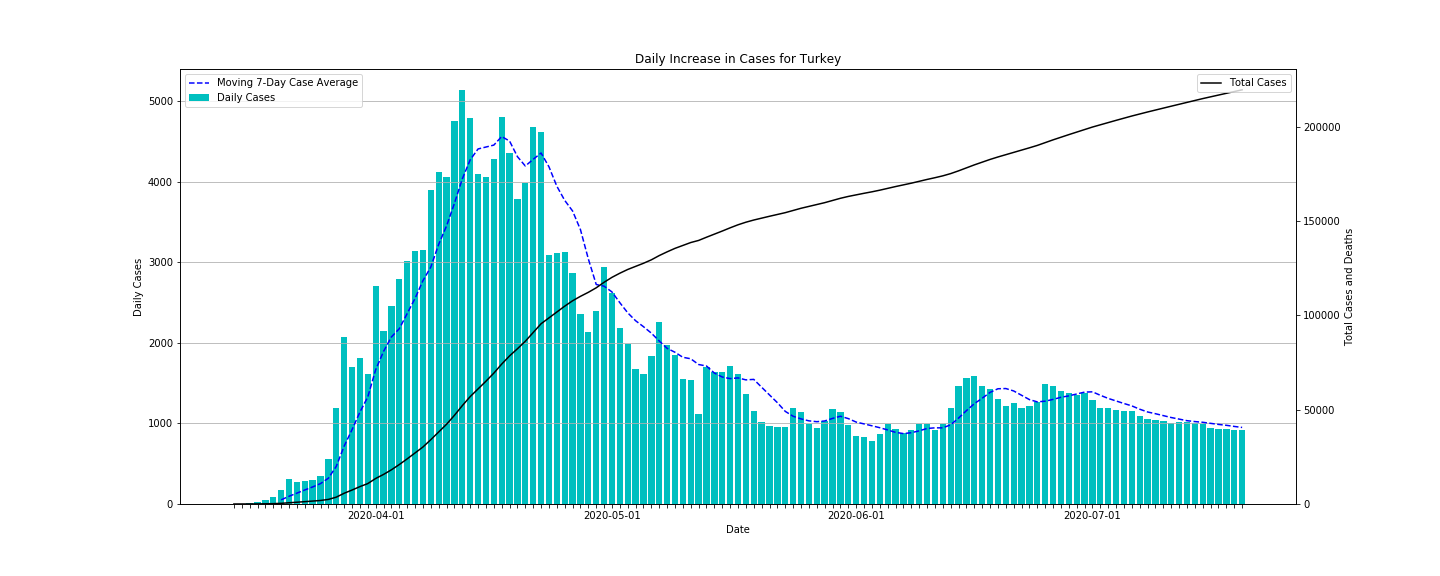 Daily Increase in Cases for Turkey
Moving 7-Day Case Average
Daily Cases
Total Cases
5000
4000
3000
2000
1000
0
Daily Cases
200000
150000
100000
50000
0
Total Cases and Deaths
2020-04-01
2020-05-01
2020-06-01
2020-07-01
Date